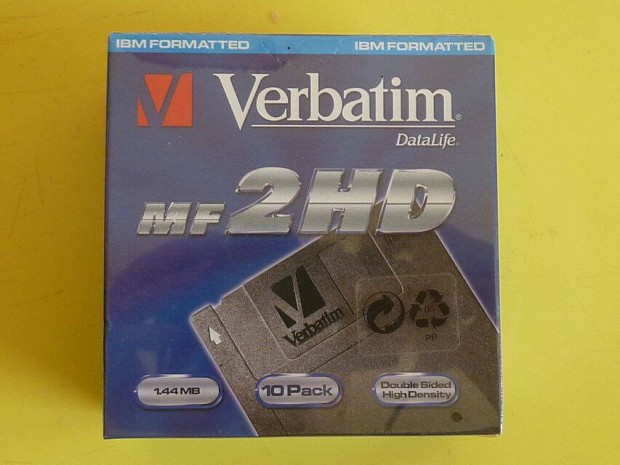 IBM FORMATTED IBM FORMATTED
Verbatim
DataLife
MF 2HD
Verbatim
05
PP
1.44 MB
10 Pack
Double Sided
High Density